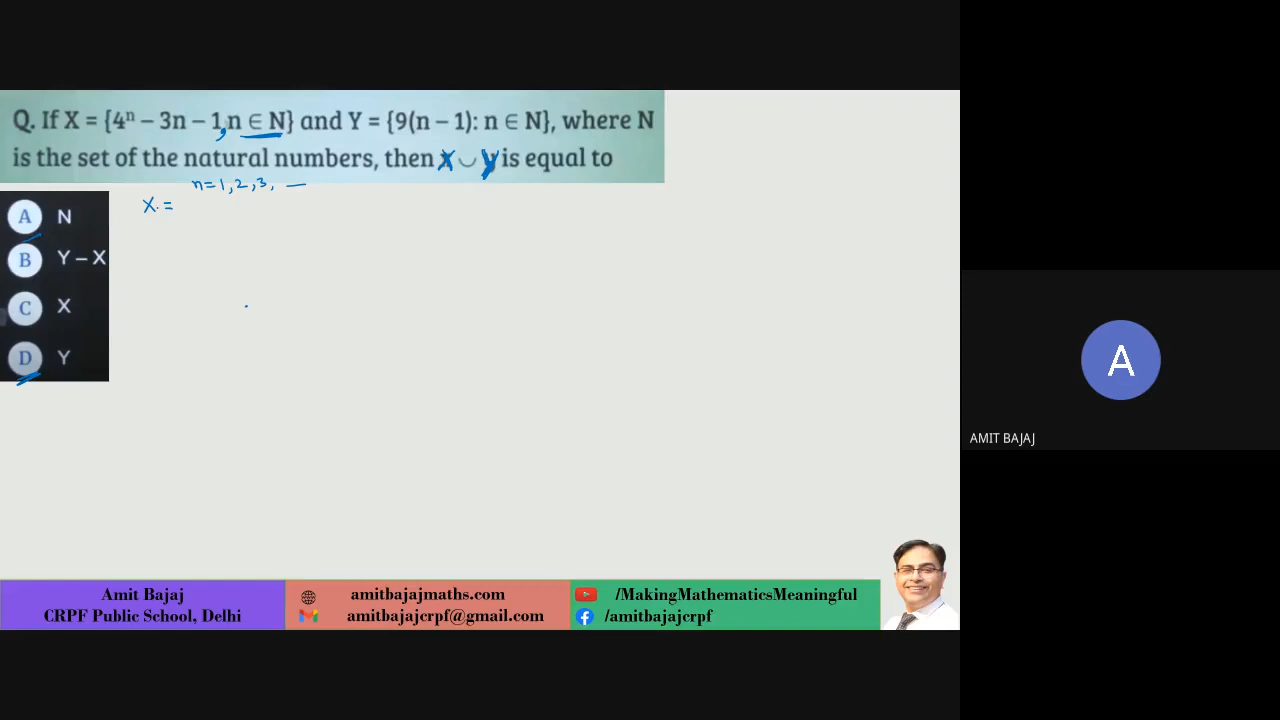 Q. If X = {4ⁿ – 3n – 1, n ∈ N} and Y = {9(n – 1): n ∈ N}, where N
is the set of the natural numbers, then X ∪ Y is equal to
n=1,2,3, —
X =
A N
B Y – X
C X
D Y
A
AMIT BAJAJ
Amit Bajaj
CRPF Public School, Delhi
amitbajajmaths.com
amitbajajcrpf@gmail.com
/MakingMathematicsMeaningful
/amitbajajcrpf